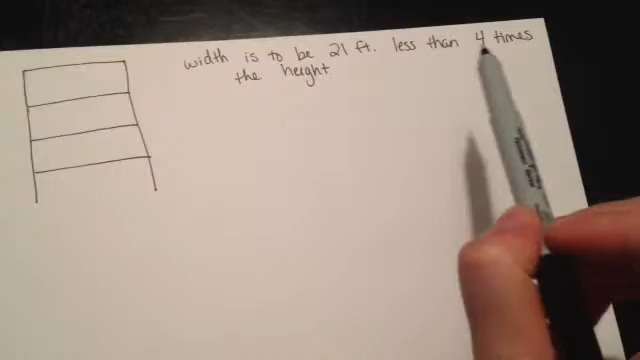 width is to be 21 ft. less than 4 times
the height